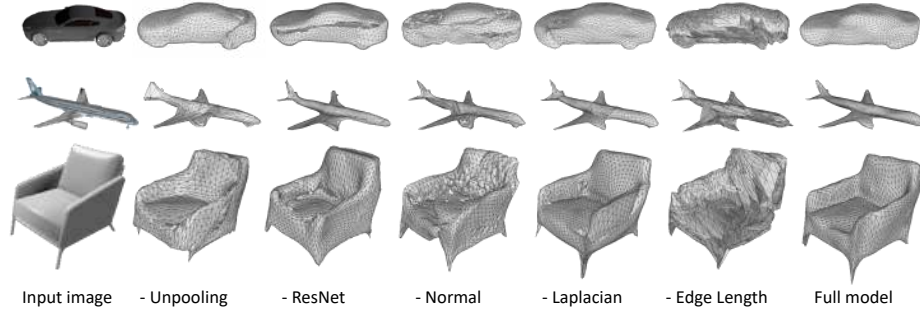 Input image - Unpooling - ResNet - Normal - Laplacian - Edge Length Full model